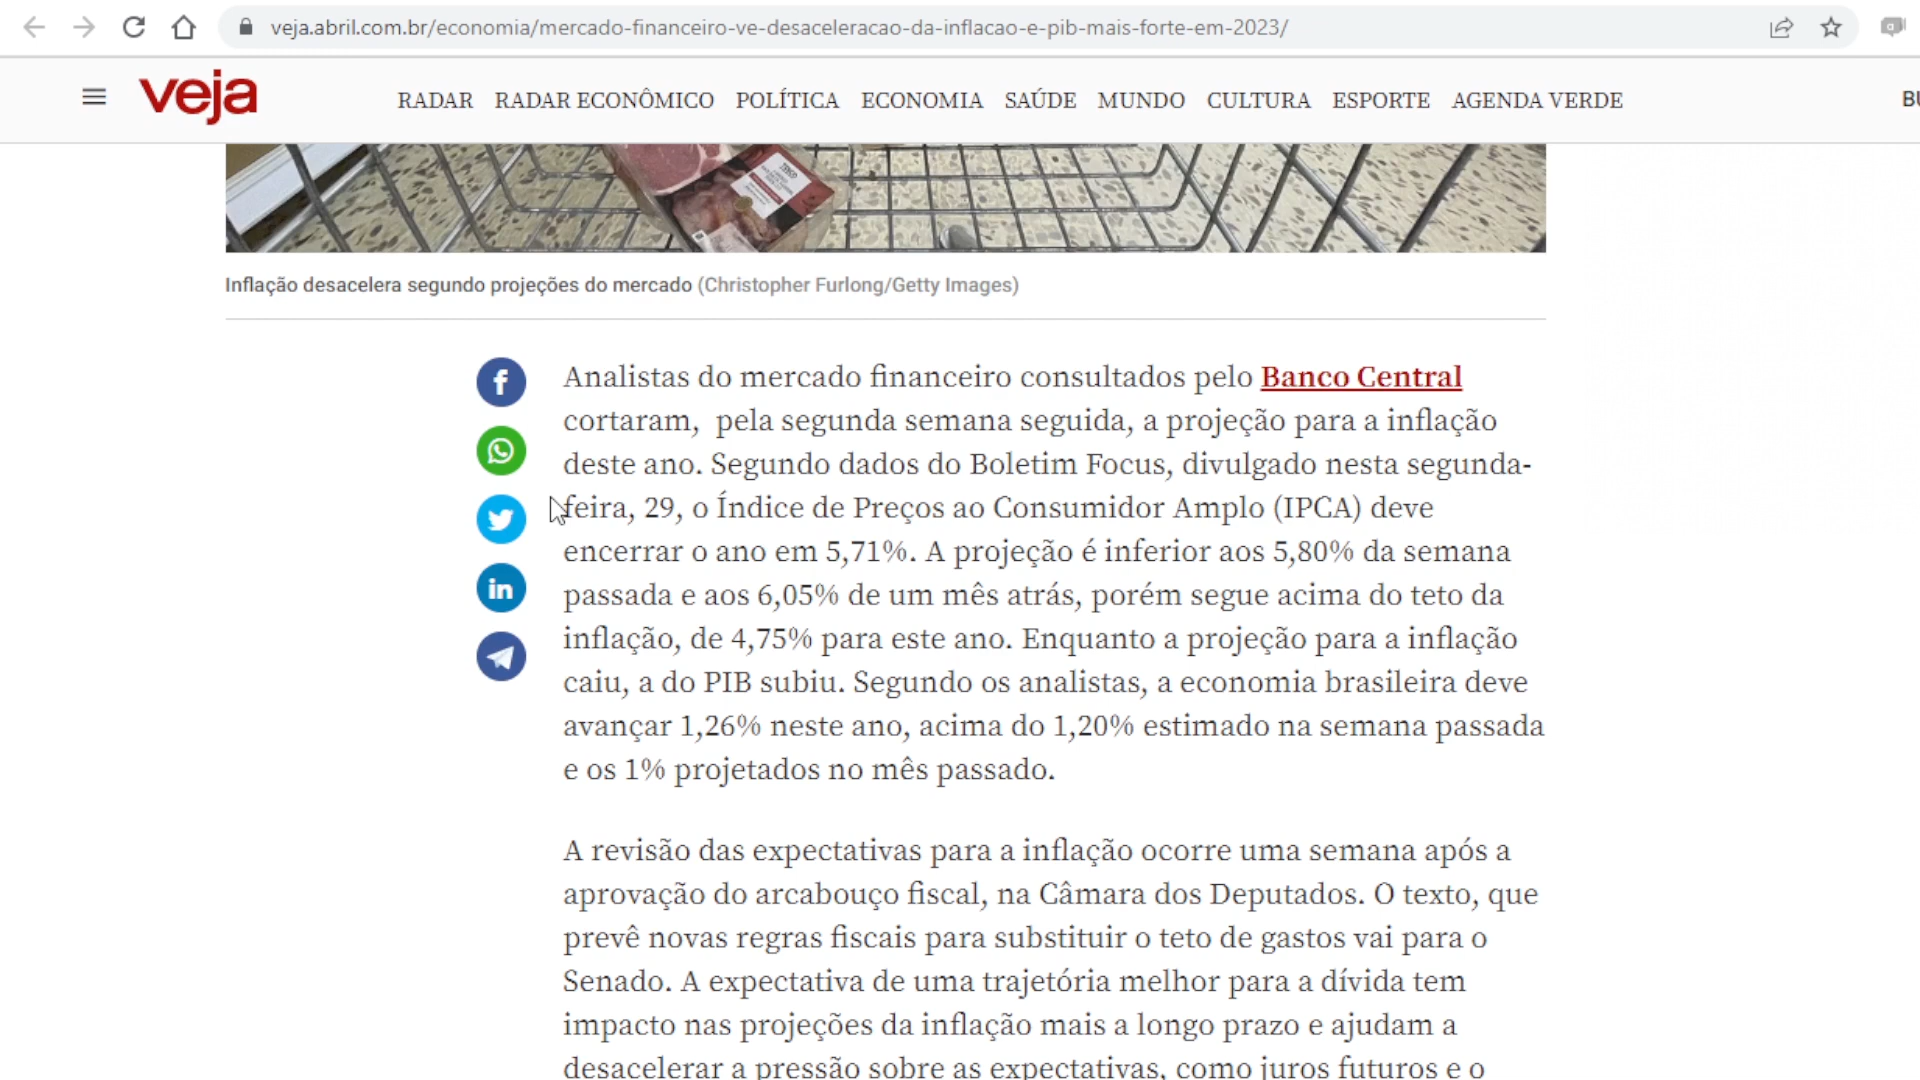 veja.abril.com.br/economia/mercado-financeiro-ve-desaceleracao-da-inflacao-e-pib-mais-forte-em-2023/
veja
RADAR RADAR ECONÔMICO POLÍTICA ECONOMIA SAÚDE MUNDO CULTURA ESPORTE AGENDA VERDE
Inflação desacelera segundo projeções do mercado (Christopher Furlong/Getty Images)
Analistas do mercado financeiro consultados pelo Banco Central
cortaram, pela segunda semana seguida, a projeção para a inflação
deste ano. Segundo dados do Boletim Focus, divulgado nesta segunda-
feira, 29, o Índice de Preços ao Consumidor Amplo (IPCA) deve
encerrar o ano em 5,71%. A projeção é inferior aos 5,80% da semana
passada e aos 6,05% de um mês atrás, porém segue acima do teto da
inflação, de 4,75% para este ano. Enquanto a projeção para a inflação
caiu, a do PIB subiu. Segundo os analistas, a economia brasileira deve
avançar 1,26% neste ano, acima do 1,20% estimado na semana passada
e os 1% projetados no mês passado.
A revisão das expectativas para a inflação ocorre uma semana após a
aprovação do arcabouço fiscal, na Câmara dos Deputados. O texto, que
prevê novas regras fiscais para substituir o teto de gastos vai para o
Senado. A expectativa de uma trajetória melhor para a dívida tem
impacto nas projeções da inflação mais a longo prazo e ajudam a
desacelerar a pressão sobre as expectativas, como juros futuros e o